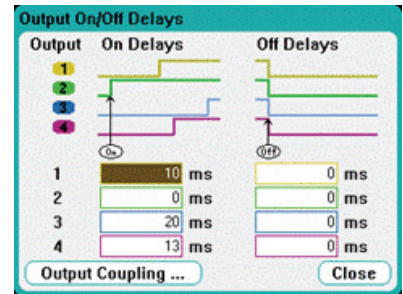 Output On/Off Delays
Output On Delays Off Delays
1
2
3
4
On Off
1 10 ms 0 ms
2 0 ms 0 ms
3 20 ms 0 ms
4 13 ms 0 ms
Output Coupling ... Close